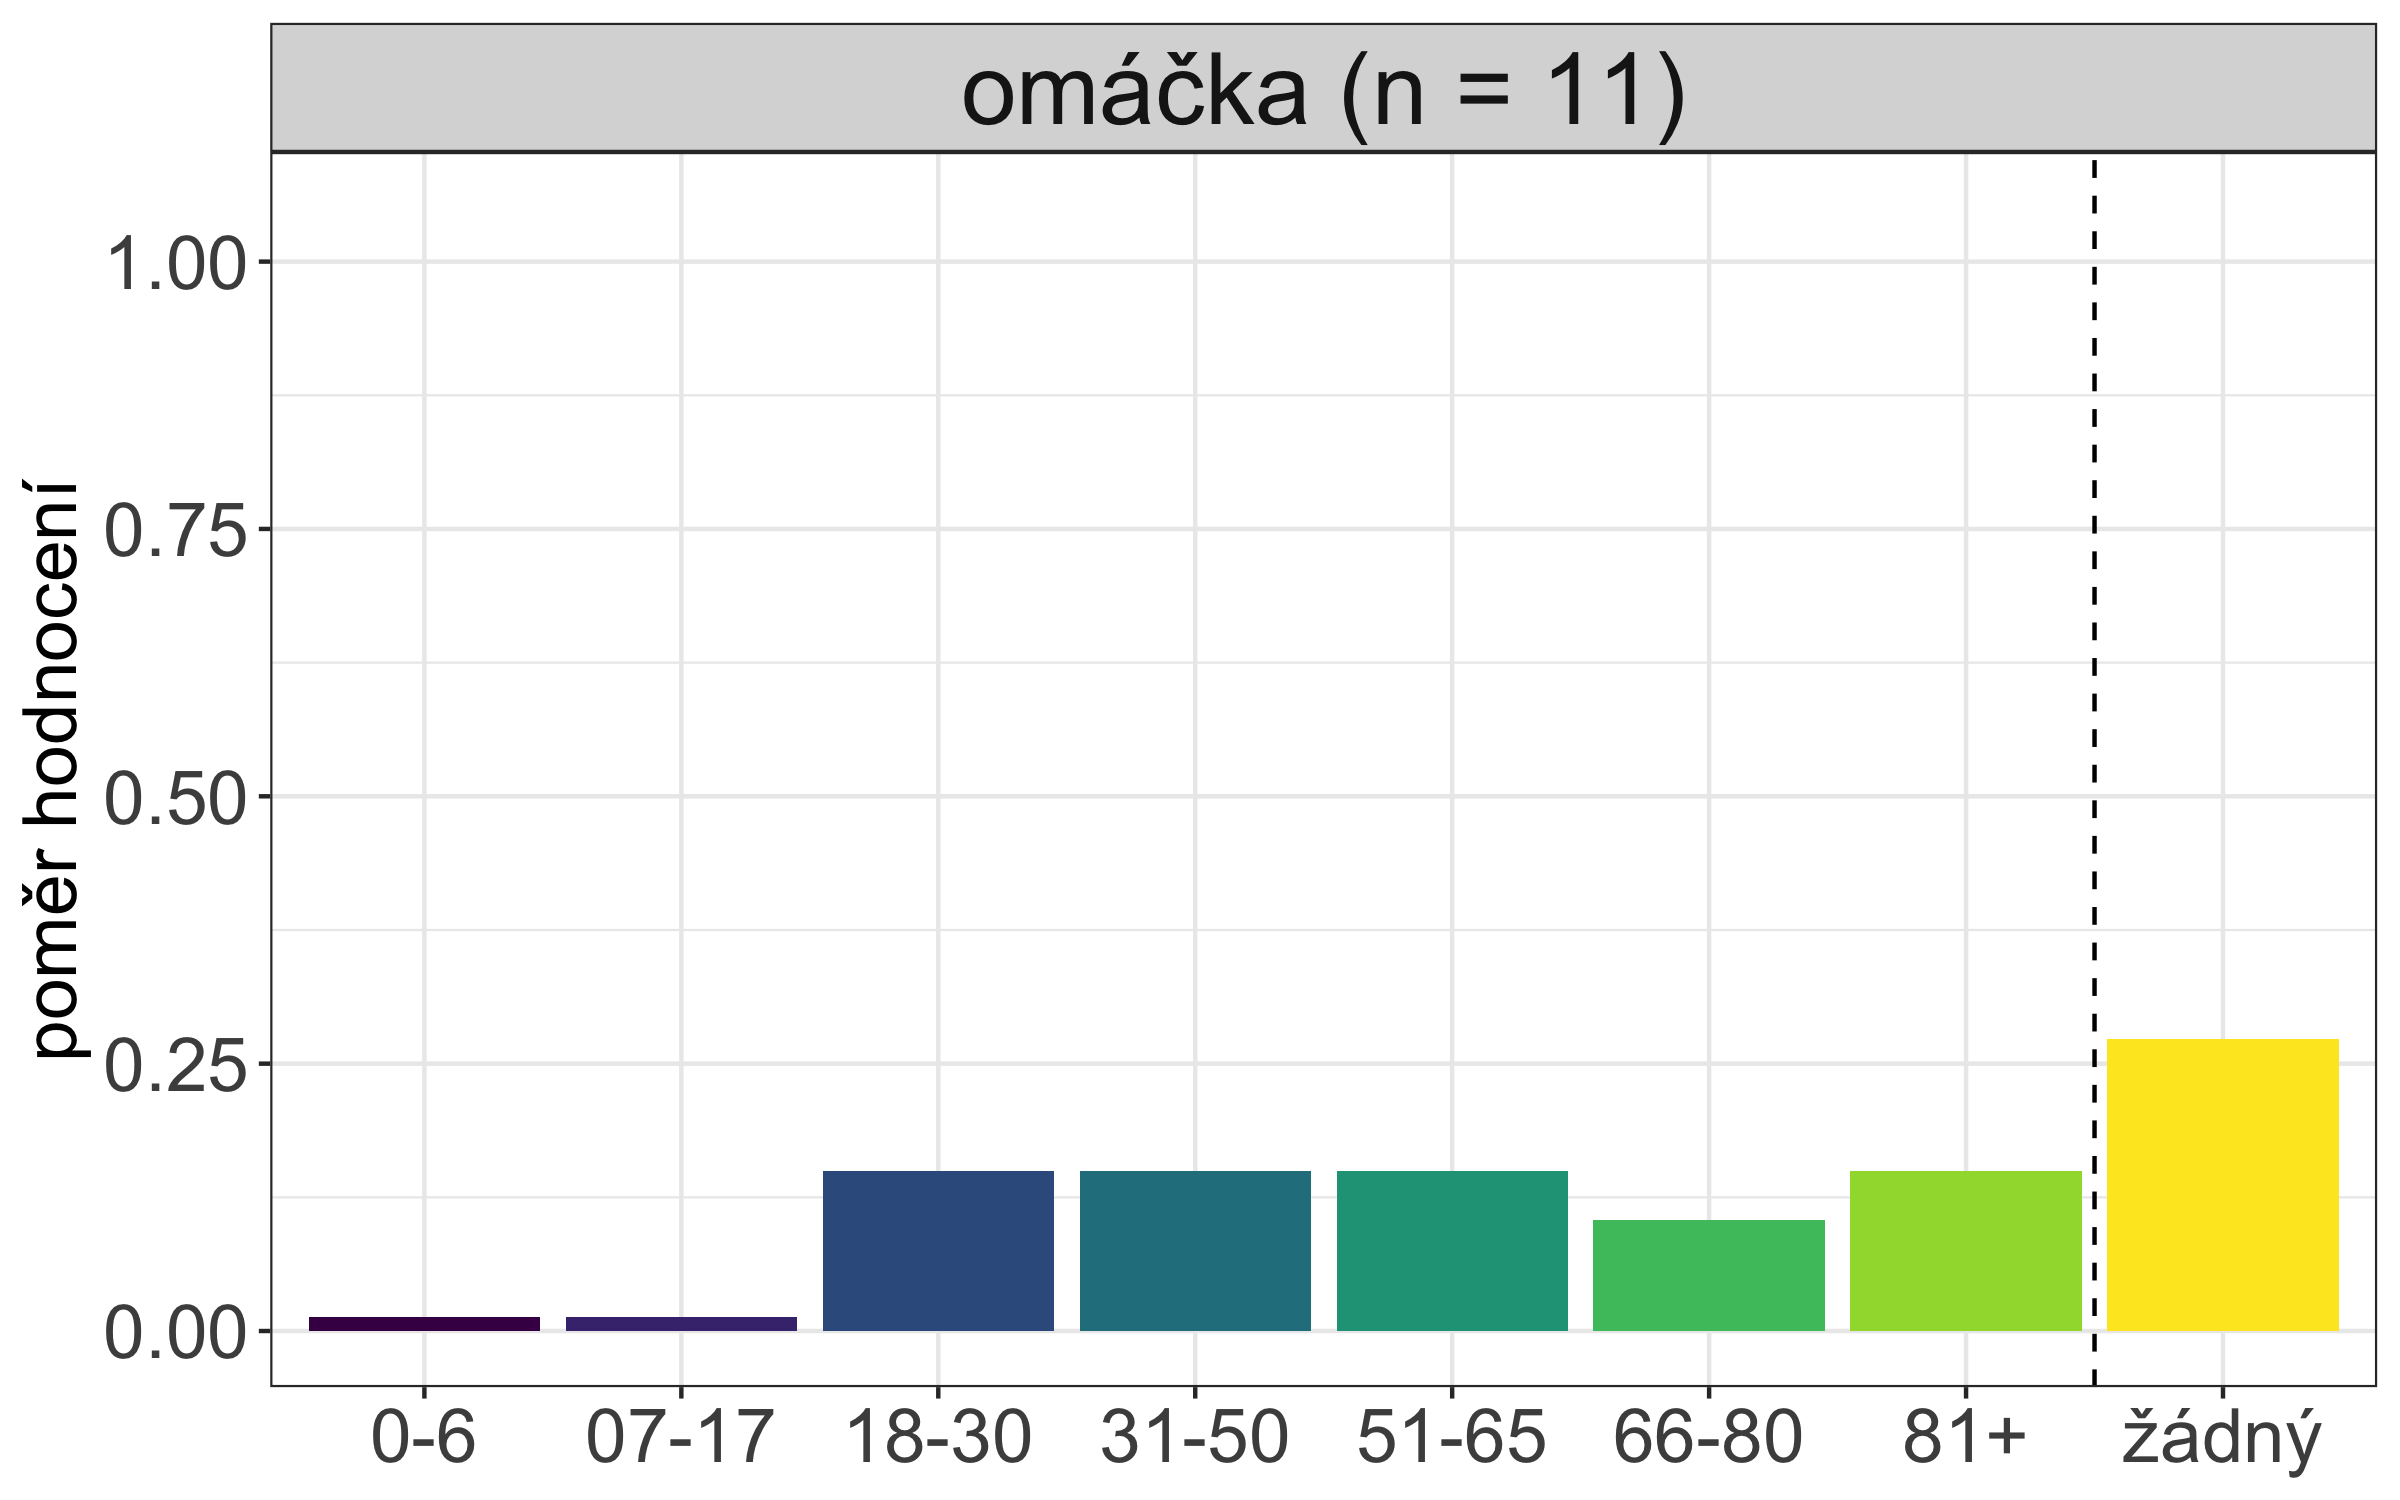 omáčka (n = 11)
poměr hodnocení
1.00
0.75
0.50
0.25
0.00
0-6 07-17 18-30 31-50 51-65 66-80 81+ žádný